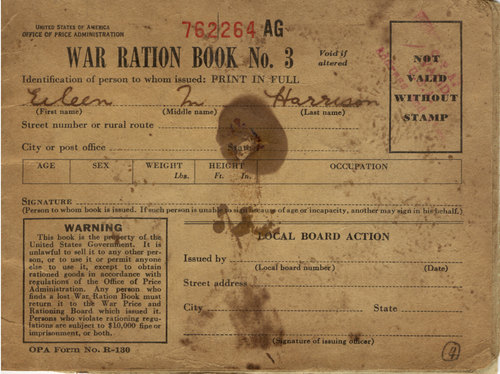 UNITED STATES OF AMERICA
OFFICE OF PRICE ADMINISTRATION
762264 AG-
WAR RATION BOOK No. 3
Void if
altered
NOT
VALID
WITHOUT
STAMP
Identification of person to whom issued: PRINT IN FULL
Eileen M Harrison
(First name) (Middle name) (Last name)
Street number or rural route
City or post office State
AGE SEX WEIGHT Lbs. HEIGHT Ft. In. OCCUPATION
SIGNATURE
(Person to whom book is issued. If such person is unable to sign because of age or incapacity, another may sign in his behalf.)
WARNING
This book is the property of the
United States Government. It is
unlawful to sell it to any other per-
son, or to use it or permit anyone
else to use it, except to obtain
rationed goods in accordance with
regulations of the Office of Price
Administration. Any person who
finds a lost War Ration Book must
return it to the War Price and
Rationing Board which issued it.
Persons who violate rationing regu-
lations are subject to $10,000 fine or
imprisonment, or both.
LOCAL BOARD ACTION
Issued by
(Local board number) (Date)
Street address
City State
(Signature of issuing officer)
OPA Form No. R-130
4